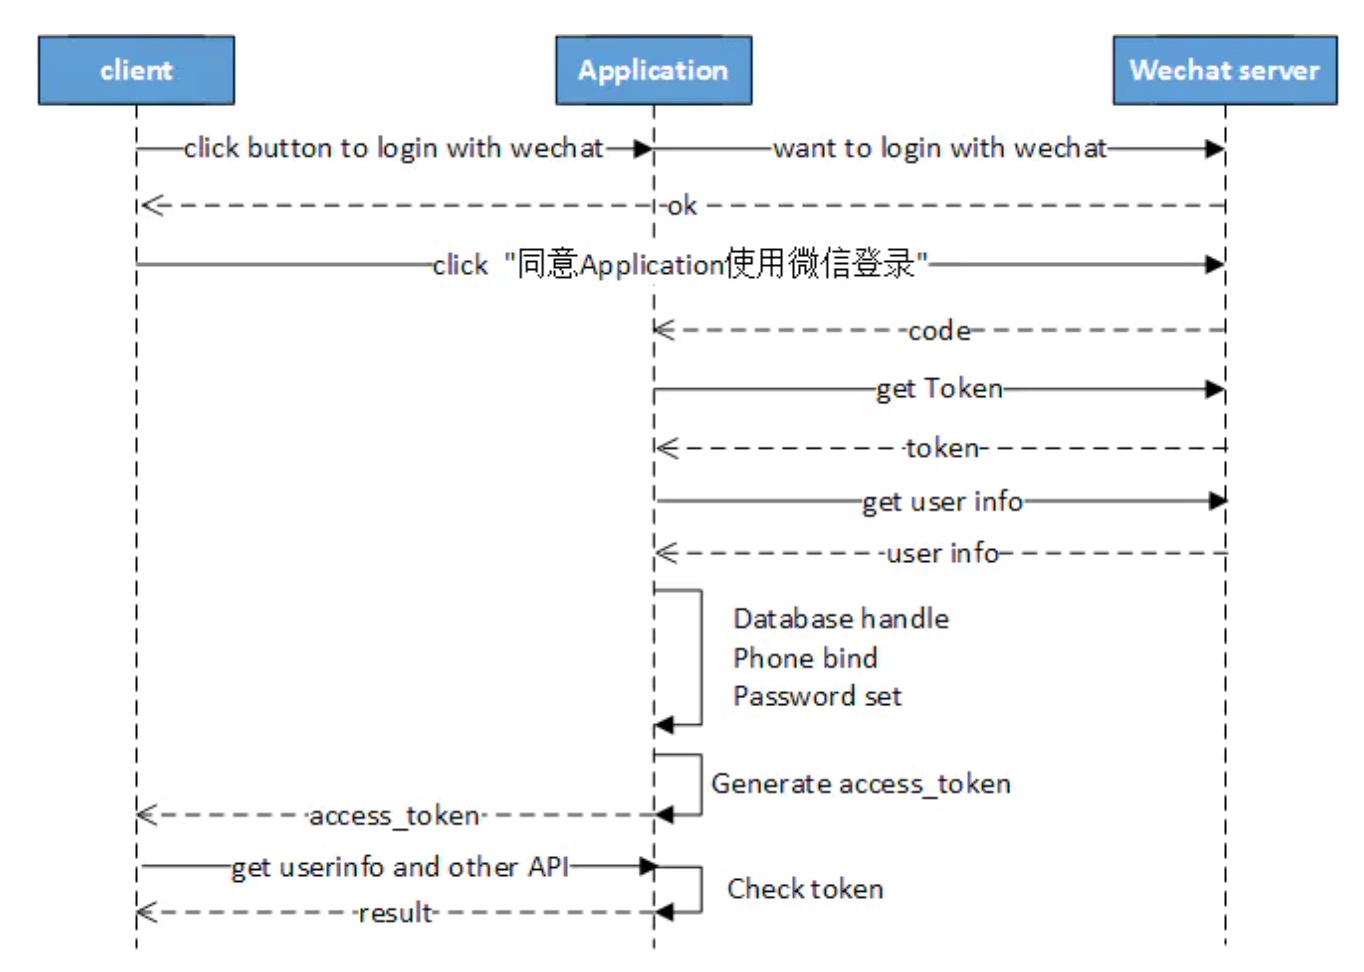 client
Application
Wechat server
click button to login with wechat
want to login with wechat
ok
click "同意Application使用微信登录"
code
get Token
token
get user info
user info
Database handle
Phone bind
Password set
Generate access_token
access_token
get userinfo and other API
Check token
result